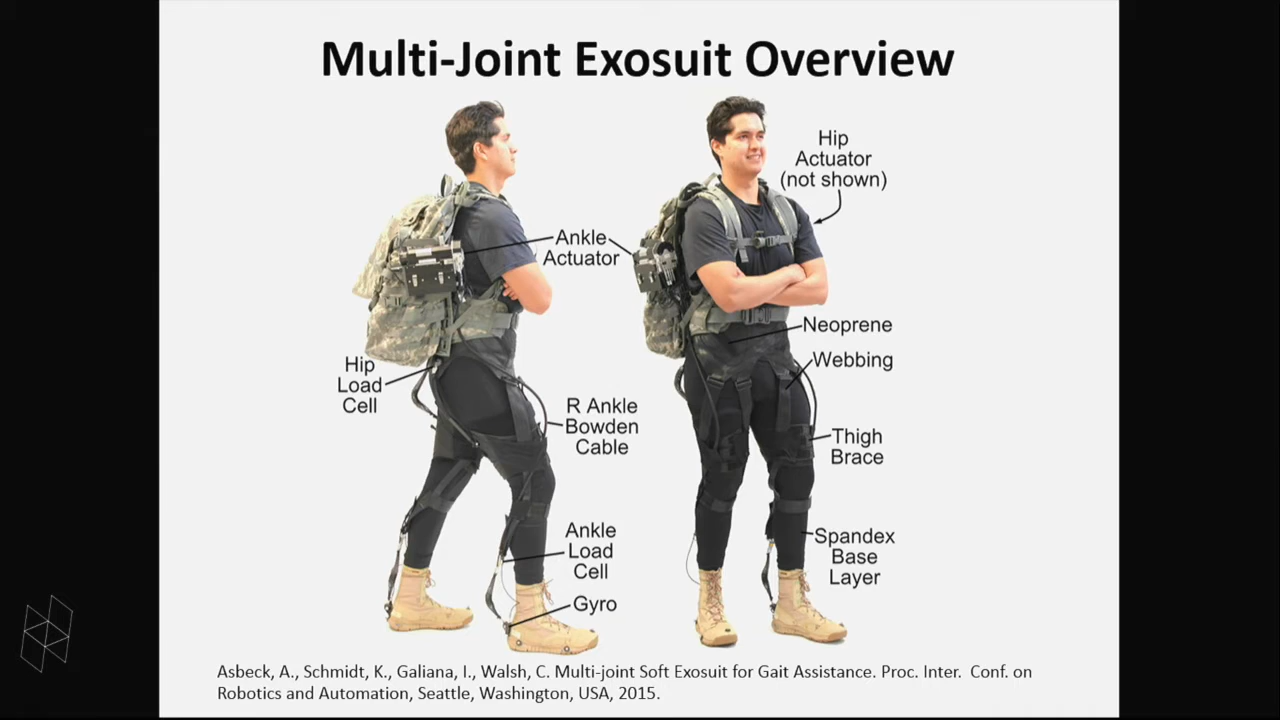 Multi-Joint Exosuit Overview
Hip
Actuator
(not shown)
Ankle
Actuator
Neoprene
Webbing
Hip
Load
Cell
R Ankle
Bowden
Cable
Thigh
Brace
Ankle
Load
Cell
Spandex
Base
Layer
Gyro
Asbeck, A., Schmidt, K., Galiana, I., Walsh, C. Multi-joint Soft Exosuit for Gait Assistance. Proc. Inter. Conf. on
Robotics and Automation, Seattle, Washington, USA, 2015.